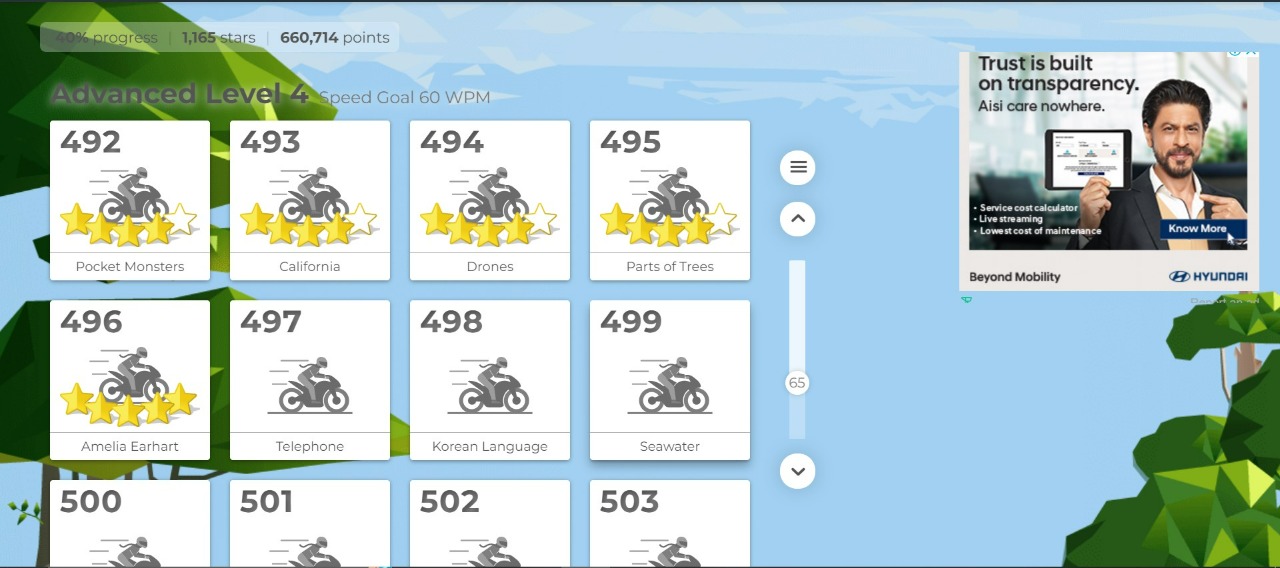 40% progress | 1,165 stars | 660,714 points
Advanced Level 4 Speed Goal 60 WPM
492
493
494
495
Pocket Monsters
California
Drones
Parts of Trees
496
497
498
499
65
Amelia Earhart
Telephone
Korean Language
Seawater
500
501
502
503
Trust is built
on transparency.
Aisi care nowhere.
• Service cost calculator
• Live streaming
• Lowest cost of maintenance
Know More
Beyond Mobility
HYUNDAI
Report an ad